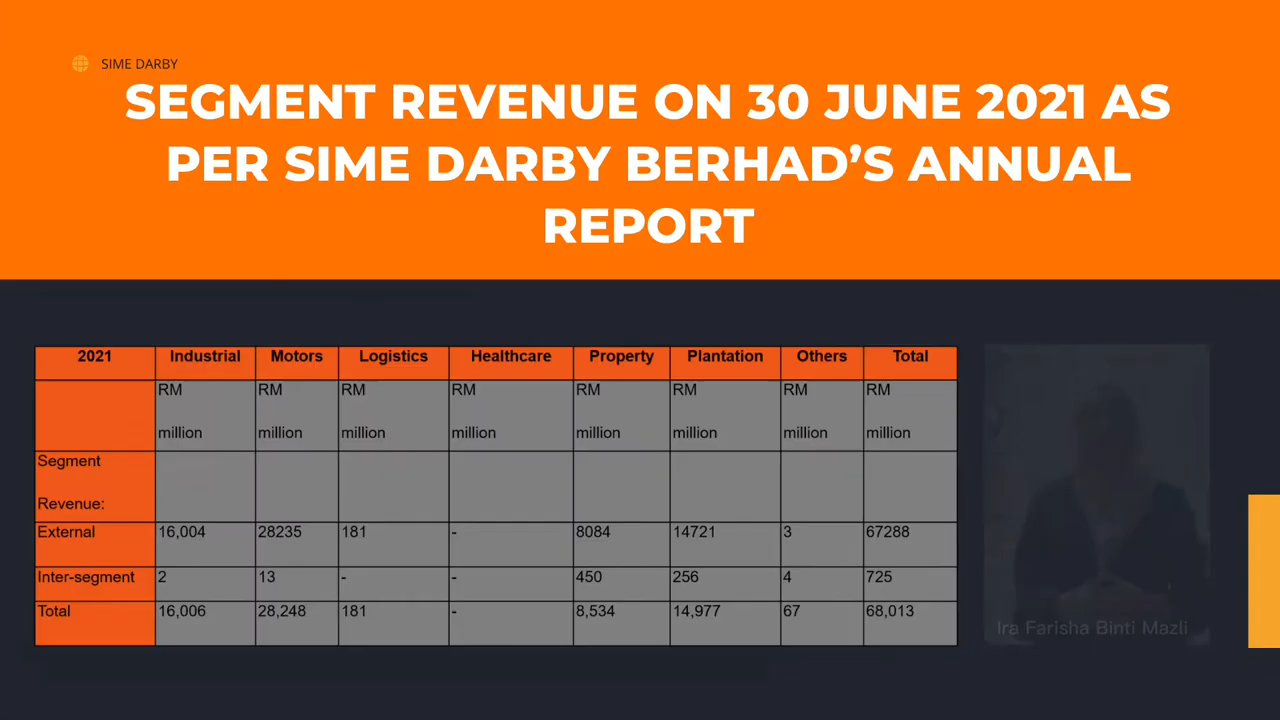 SIME DARBY
SEGMENT REVENUE ON 30 JUNE 2021 AS
PER SIME DARBY BERHAD’S ANNUAL
REPORT
2021 Industrial Motors Logistics Healthcare Property Plantation Others Total
RM RM RM RM RM RM RM RM
million million million million million million million million
Segment
Revenue:
External 16,004 28235 181 - 8084 14721 3 67288
Inter-segment 2 13 - - 450 256 4 725
Total 16,006 28,248 181 - 8,534 14,977 67 68,013
Ira Farisha Binti Mazli